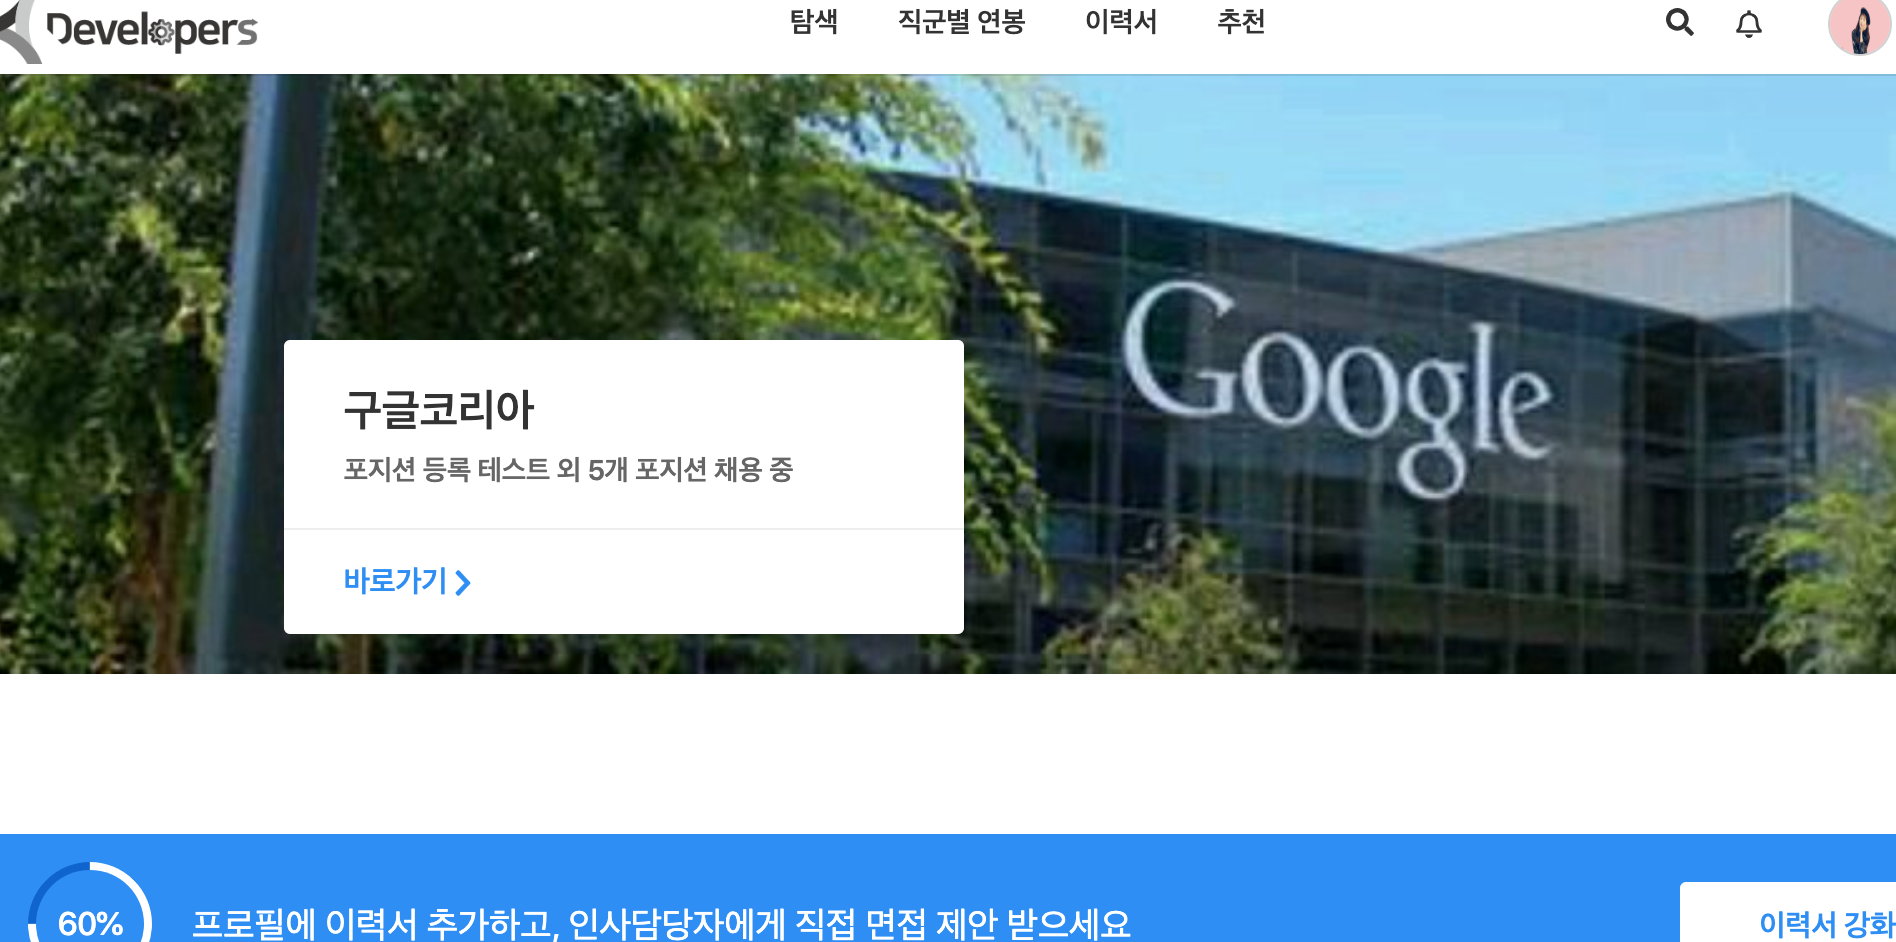 Developers
탐색 직군별 연봉 이력서 추천
Google
구글코리아
포지션 등록 테스트 외 5개 포지션 채용 중
바로가기
60%
프로필에 이력서 추가하고, 인사담당자에게 직접 면접 제안 받으세요
이력서 강화